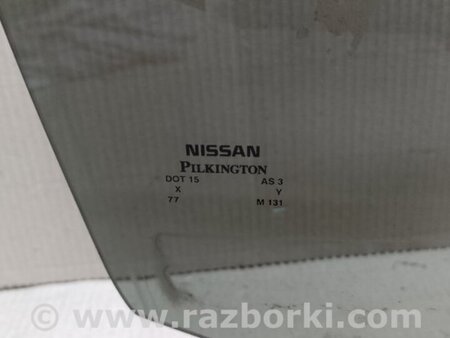 NISSAN
PILKINGTON
DOT 15 AS 3
X Y
77 M 131
www.razborki.com